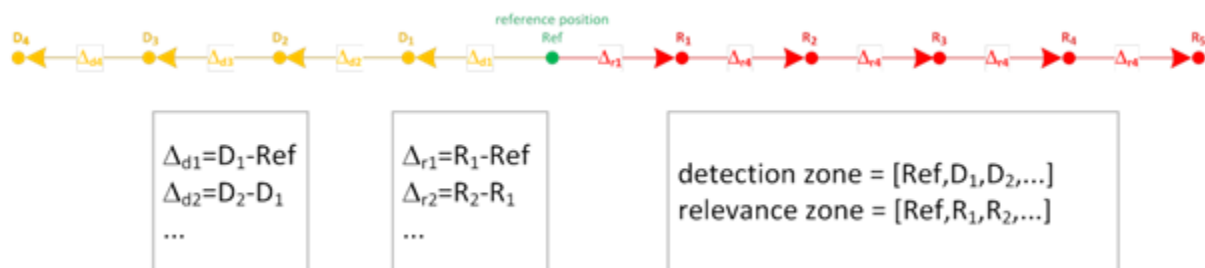 reference position
D₄ D₃ D₂ D₁ Ref R₁ R₂ R₃ R₄ R₅
Δd4 Δd3 Δd2 Δd1 Δr1 Δr4 Δr4 Δr4 Δr4
Δd1=D₁-Ref
Δd2=D₂-D₁
...
Δr1=R₁-Ref
Δr2=R₂-R₁
...
detection zone = [Ref,D₁,D₂,...]
relevance zone = [Ref,R₁,R₂,...]